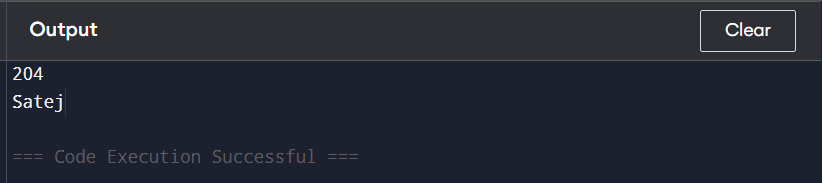 Output
Clear
204
Satej
=== Code Execution Successful ===